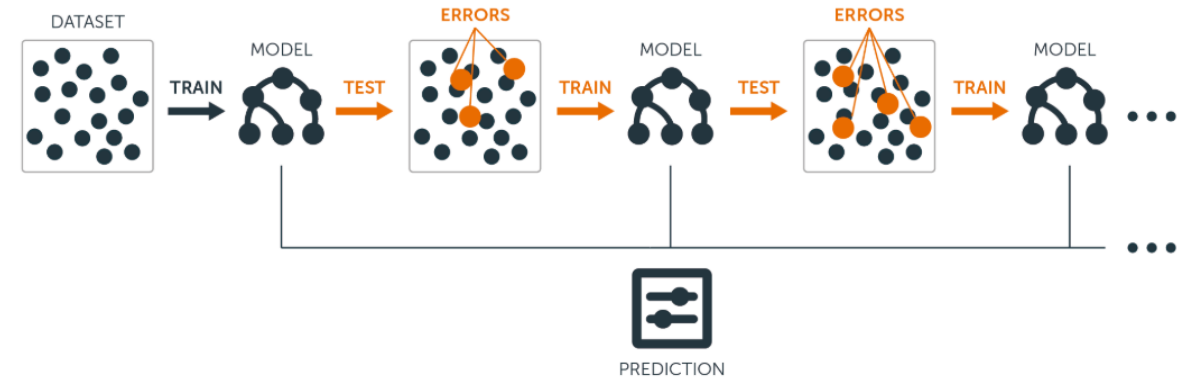 DATASET
MODEL
TRAIN
TEST
ERRORS
TRAIN
MODEL
TEST
ERRORS
TRAIN
MODEL
PREDICTION